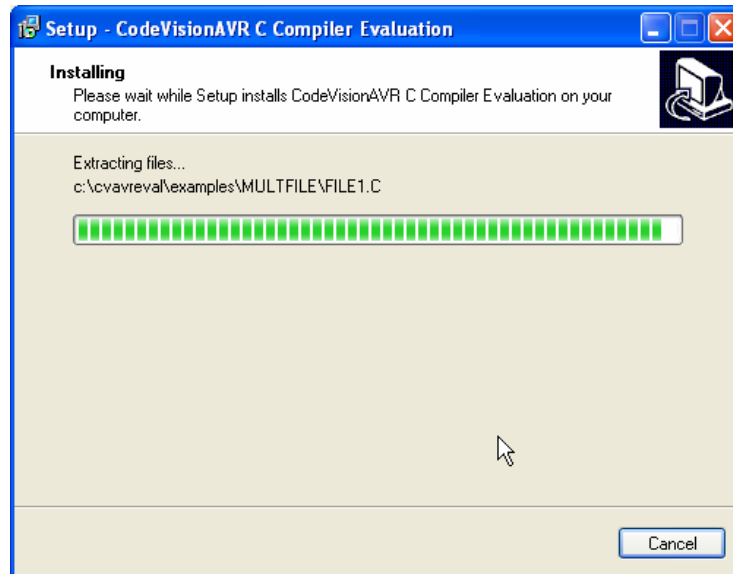 Setup - CodeVisionAVR C Compiler Evaluation
Installing
Please wait while Setup installs CodeVisionAVR C Compiler Evaluation on your
computer.
Extracting files...
c:\cvavreval\examples\MULTFILE\FILE1.C
Cancel